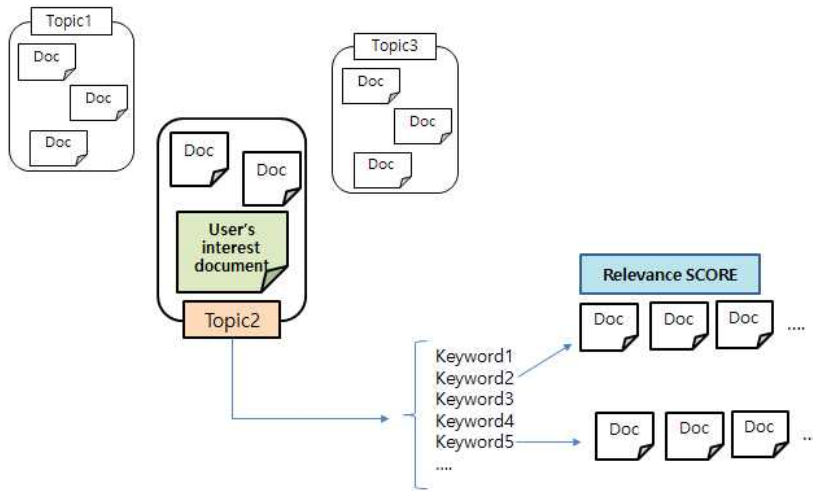 Topic1
Doc
Doc
Doc
Topic3
Doc
Doc
Doc
Doc
Doc
User's
interest
document
Topic2
Relevance SCORE
Doc
Doc
Doc
....
Keyword1
Keyword2
Keyword3
Keyword4
Keyword5
....
Doc
Doc
Doc
...